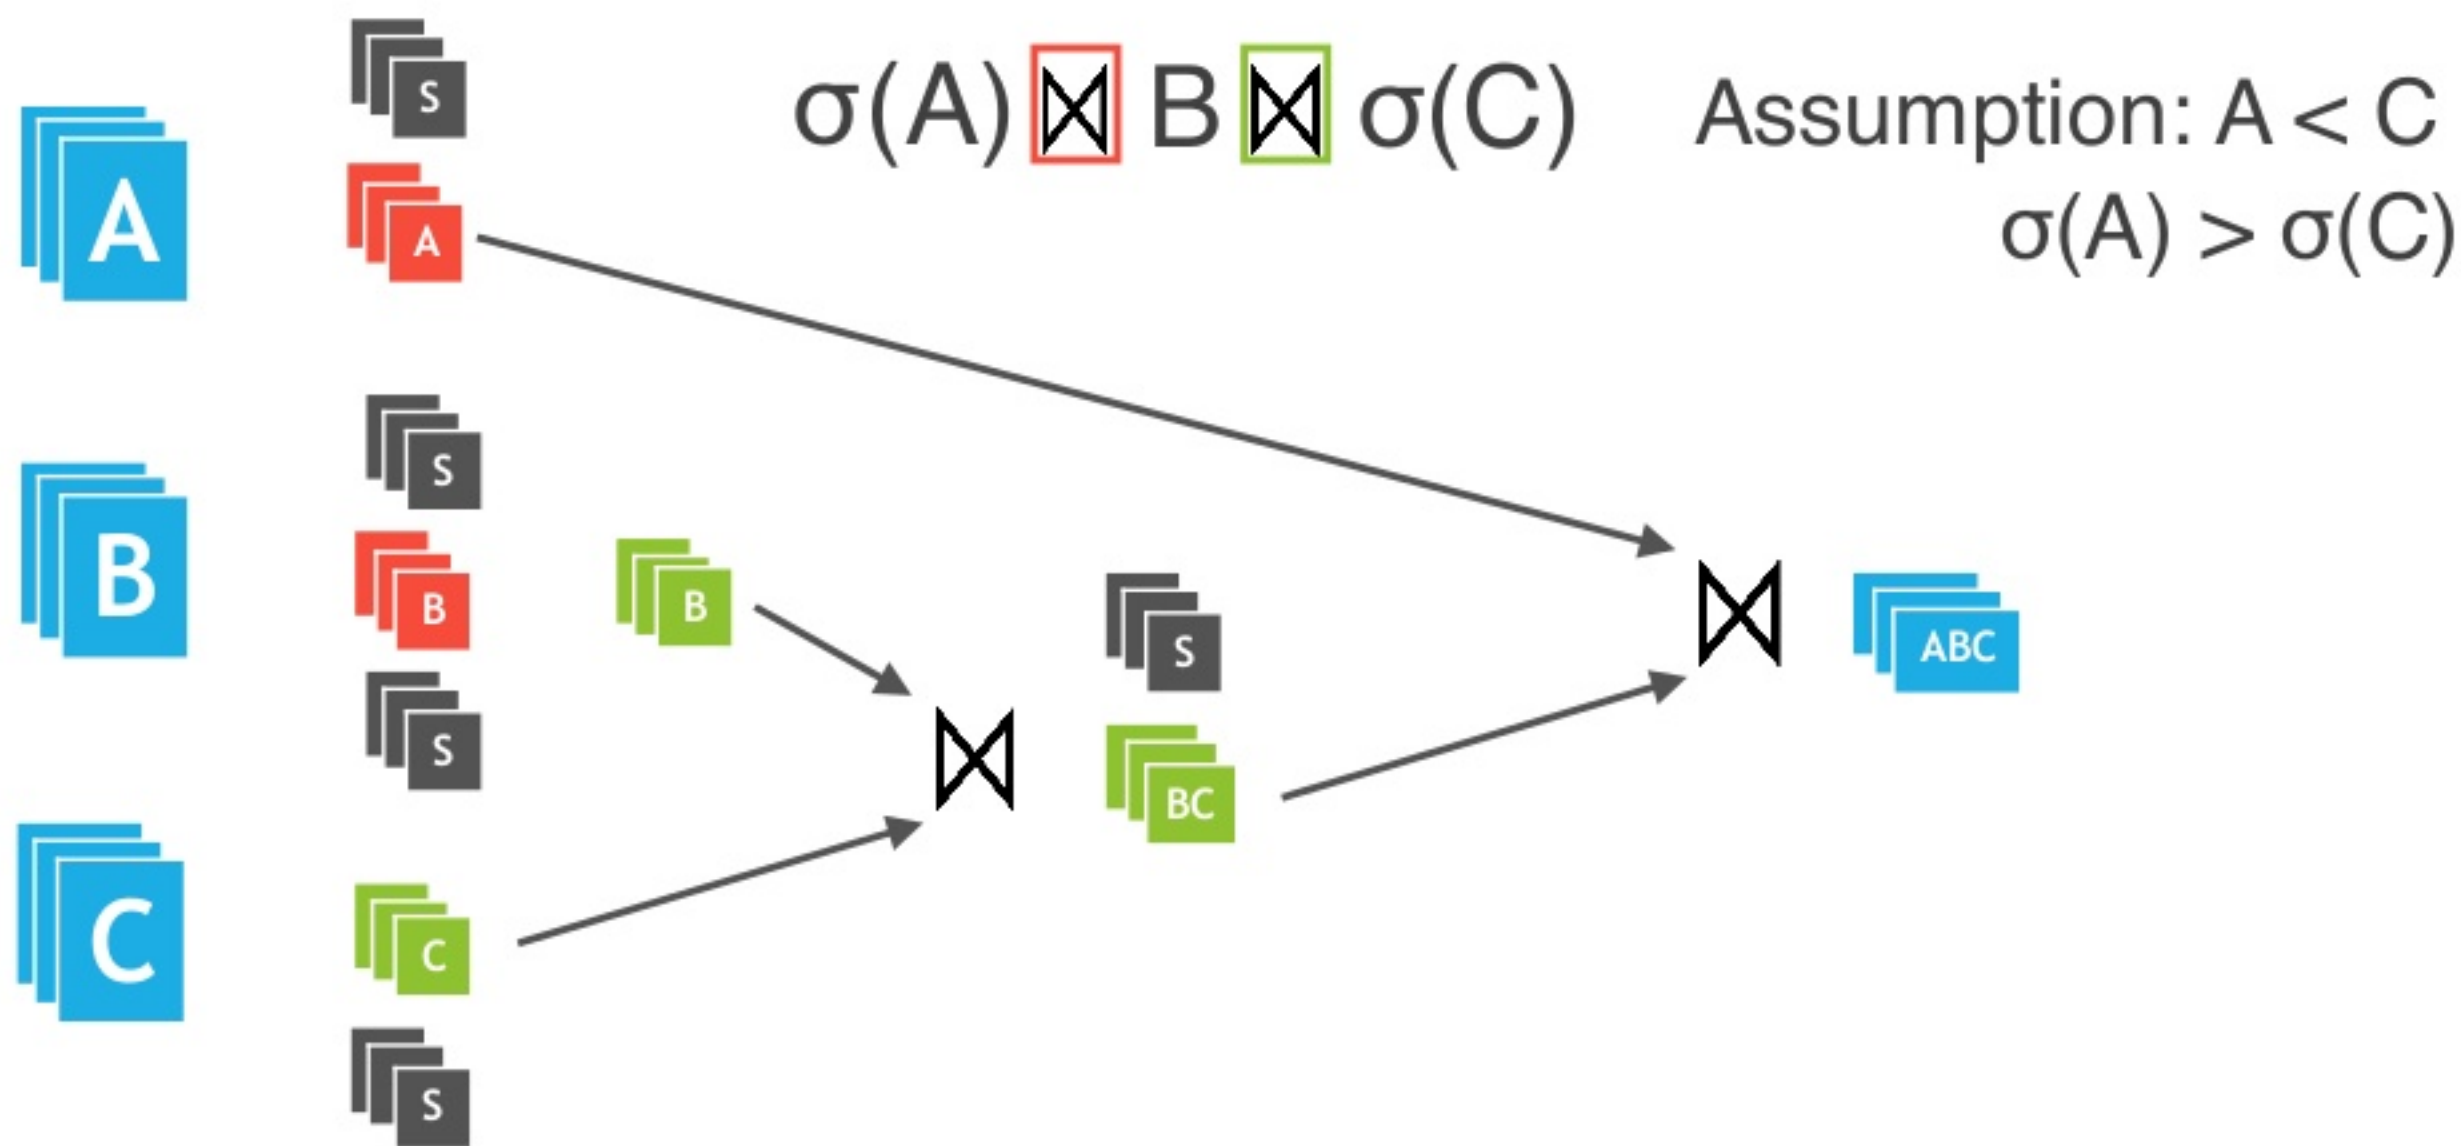 S
σ(A) ⋈ B ⋈ σ(C)
Assumption: A < C
σ(A) > σ(C)
A
A
S
B
B
B
S
ABC
S
BC
C
C
S